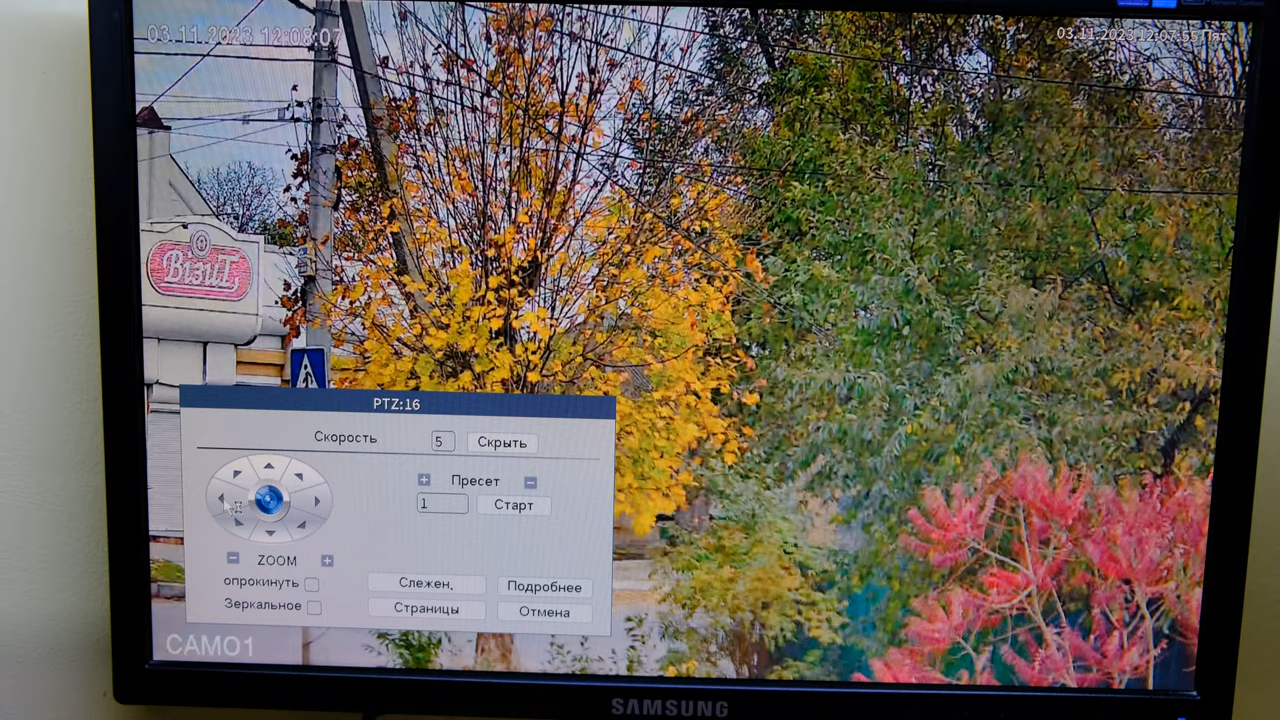 03.11.2023 12:08:07
03.11.2023 12:07:55 Пят
Візит
PTZ:16
Скорость 5 Скрыть
+ Пресет -
1 Старт
- ZOOM +
опрокинуть
Слежен. Подробнее
Зеркальное
Страницы Отмена
CAM01
SAMSUNG